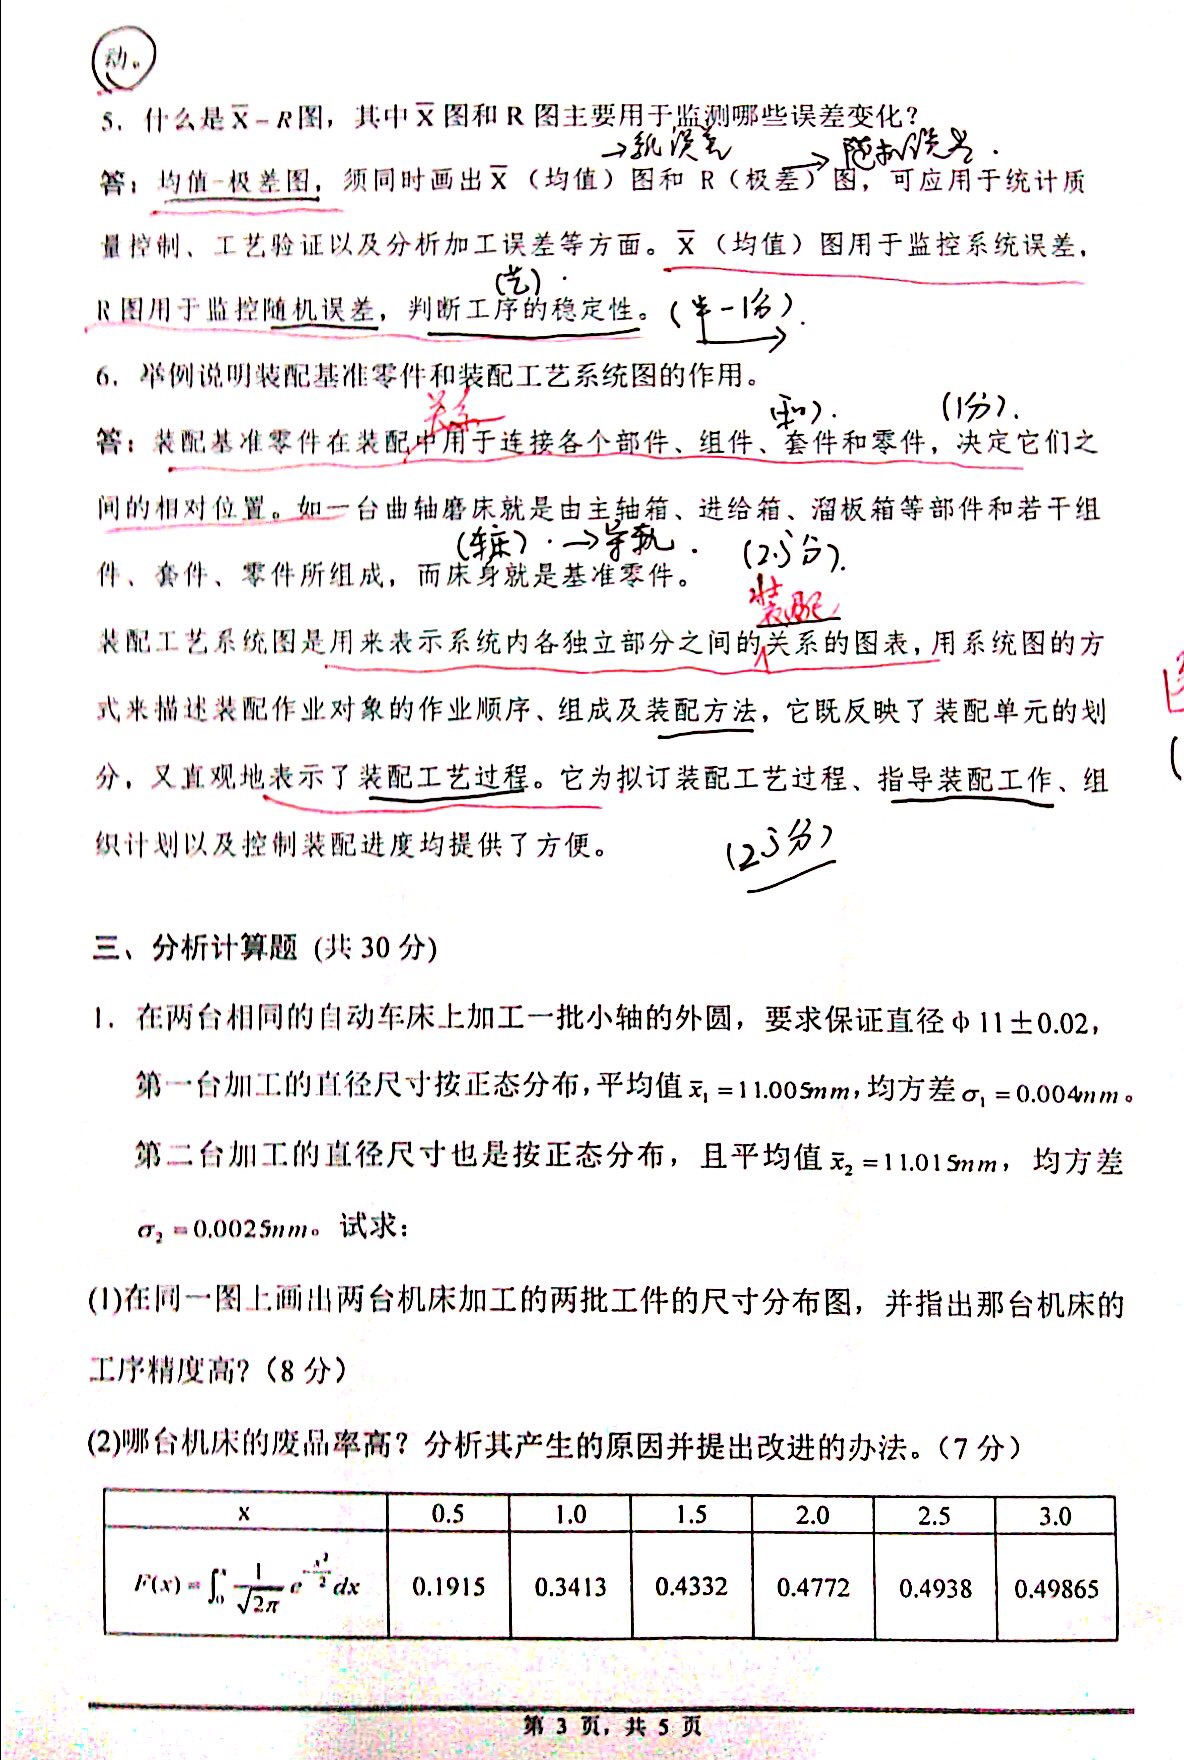 动。
5. 什么是X̄-R图，其中X̄图和R图主要用于监测哪些误差变化？
→系统误差 → 随机误差.
答：均值-极差图，须同时画出X̄（均值）图和 R（极差）图，可应用于统计质
量控制、工艺验证以及分析加工误差等方面。X̄（均值）图用于监控系统误差，
(艺).
R图用于监控随机误差，判断工序的稳定性。(半-1分).
6. 举例说明装配基准零件和装配工艺系统图的作用。
关系 (和). (1分).
答：装配基准零件在装配中用于连接各个部件、组件、套件和零件，决定它们之
间的相对位置。如一台曲轴磨床就是由主轴箱、进给箱、溜板箱等部件和若干组
(车床). →导轨. (2.5分).
件、套件、零件所组成，而床身就是基准零件。
装配
装配工艺系统图是用来表示系统内各独立部分之间的关系的图表，用系统图的方
式来描述装配作业对象的作业顺序、组成及装配方法，它既反映了装配单元的划
分，又直观地表示了装配工艺过程。它为拟订装配工艺过程、指导装配工作、组
织计划以及控制装配进度均提供了方便。
(2.5分)
三、分析计算题 (共 30 分)
1. 在两台相同的自动车床上加工一批小轴的外圆，要求保证直径φ11±0.02，
第一台加工的直径尺寸按正态分布，平均值x̄₁=11.005mm，均方差σ₁=0.004mm。
第二台加工的直径尺寸也是按正态分布，且平均值x̄₂=11.015mm，均方差
σ₂=0.0025mm。试求：
(1)在同一图上画出两台机床加工的两批工件的尺寸分布图，并指出那台机床的
工序精度高?（8 分）
(2)哪台机床的废品率高？分析其产生的原因并提出改进的办法。（7 分）
x 0.5 1.0 1.5 2.0 2.5 3.0
F(x)=∫₀ˣ 1/√2π e^(-x²/2) dx 0.1915 0.3413 0.4332 0.4772 0.4938 0.49865
第 3 页，共 5 页